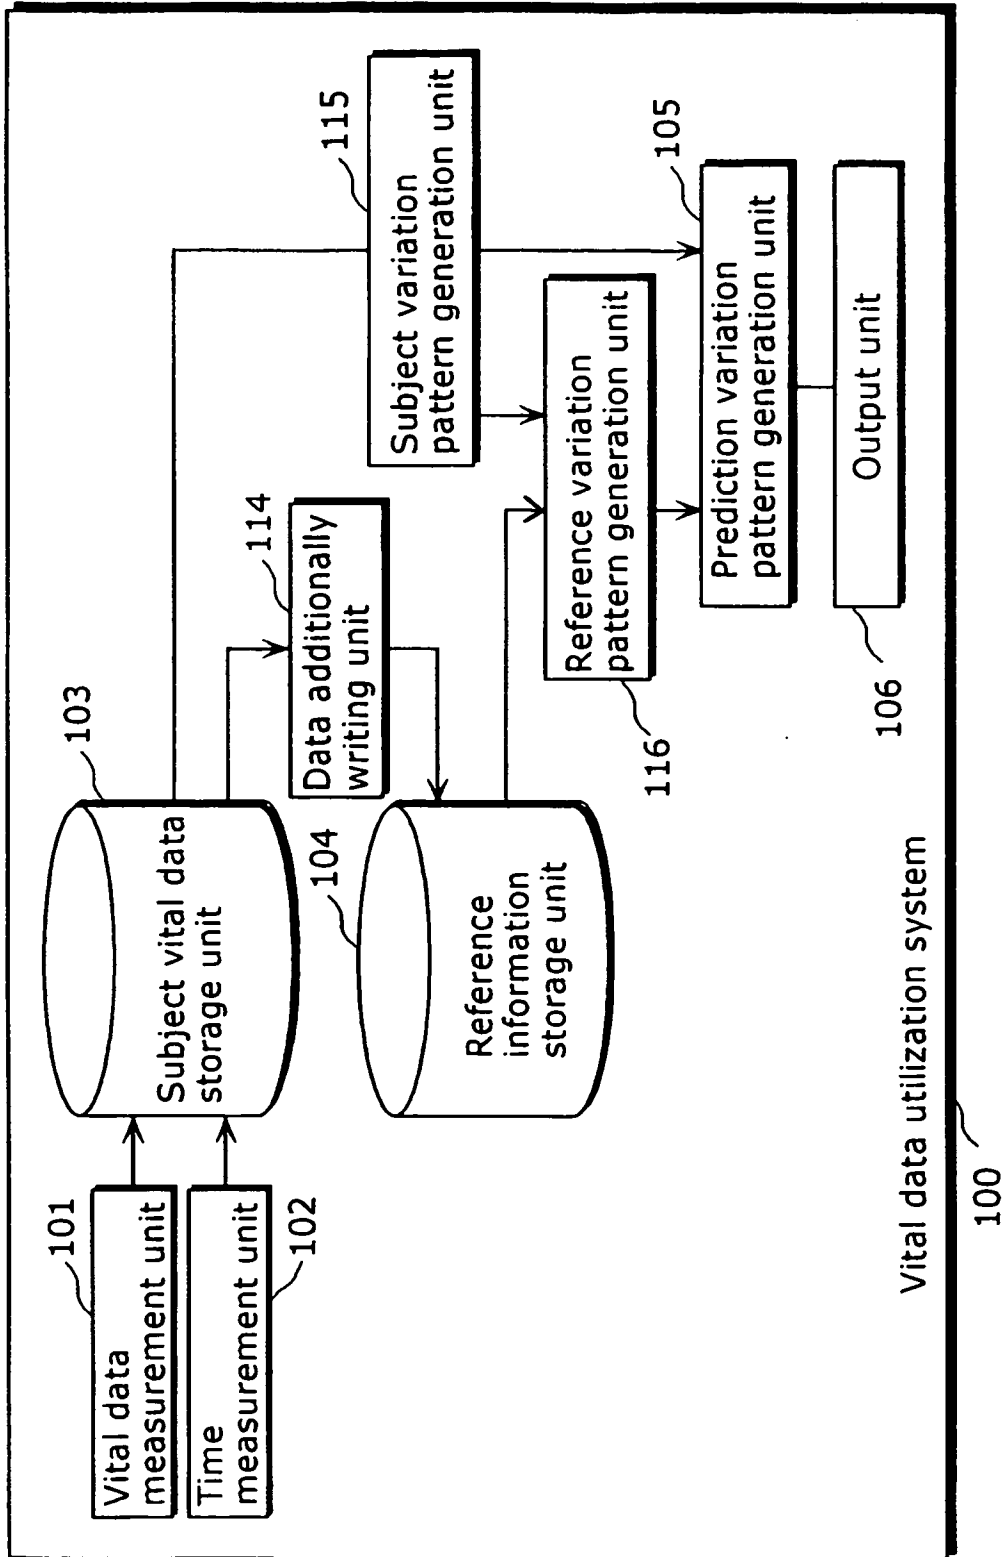 101
Vital data
measurement unit
Time
measurement unit
102
103
Subject vital data
storage unit
104
Reference
information
storage unit
114
Data additionally
writing unit
115
Subject variation
pattern generation unit
Reference variation
pattern generation unit
116
105
Prediction variation
pattern generation unit
Output unit
106
Vital data utilization system
100